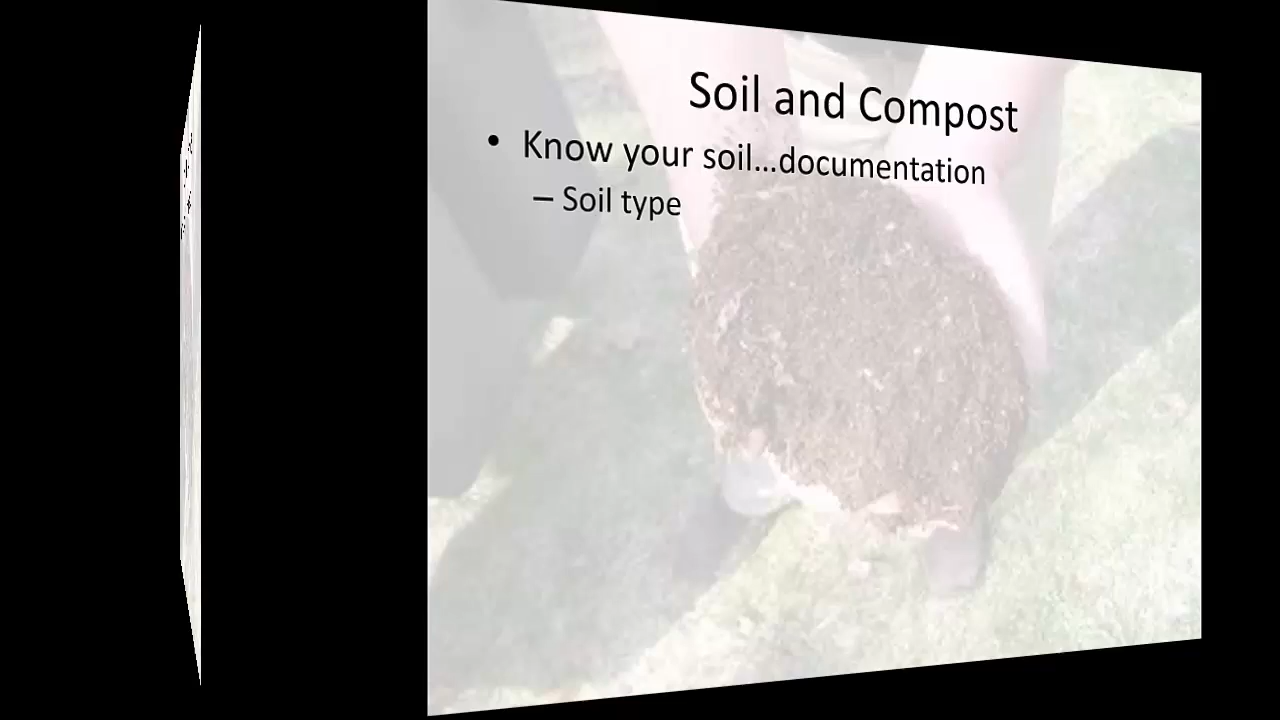 Soil and Compost
• Know your soil...documentation
– Soil type